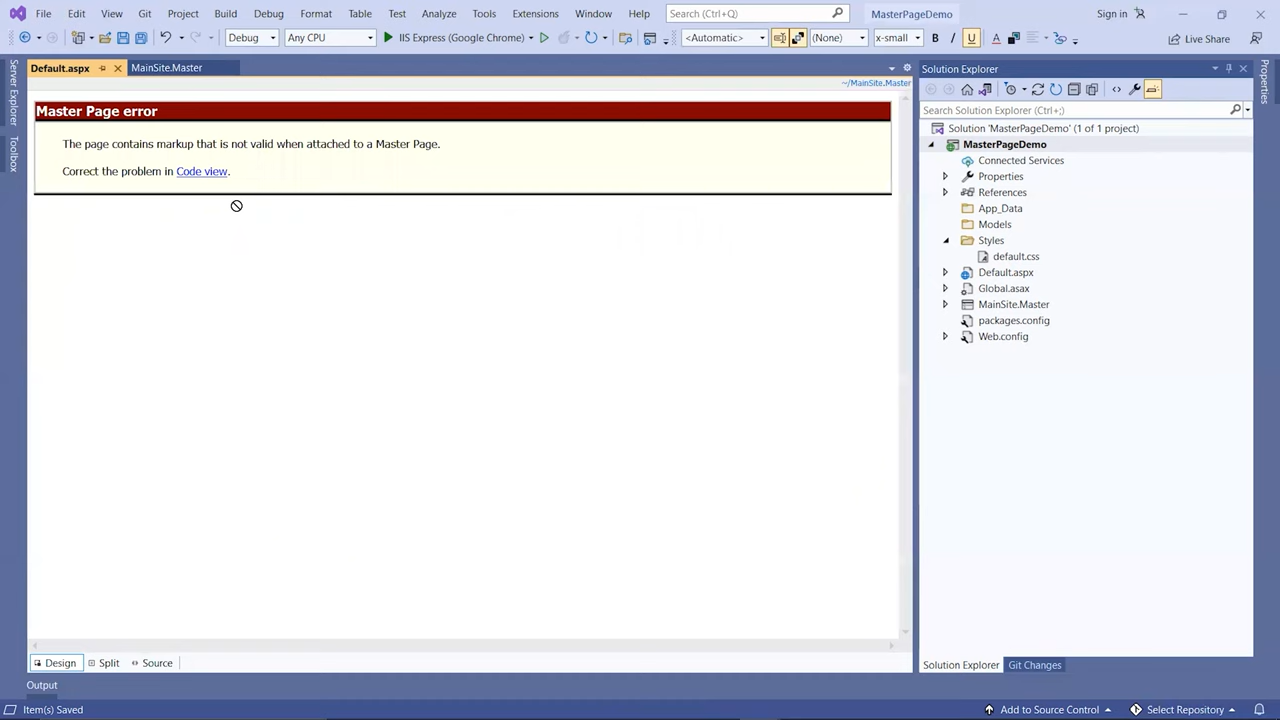 File Edit View Git Project Build Debug Format Table Test Analyze Tools Extensions Window Help Search (Ctrl+Q) MasterPageDemo Sign in
Debug Any CPU IIS Express (Google Chrome) <Automatic> (None) x-small B I U A Live Share
Default.aspx MainSite.Master
~/MainSite.Master
Server Explorer
Toolbox
Master Page error
The page contains markup that is not valid when attached to a Master Page.
Correct the problem in Code view.
Design Split Source
Solution Explorer
Search Solution Explorer (Ctrl+;)
Solution 'MasterPageDemo' (1 of 1 project)
MasterPageDemo
Connected Services
Properties
References
App_Data
Models
Styles
default.css
Default.aspx
Global.asax
MainSite.Master
packages.config
Web.config
Solution Explorer Git Changes
Properties
Output
Item(s) Saved Add to Source Control Select Repository